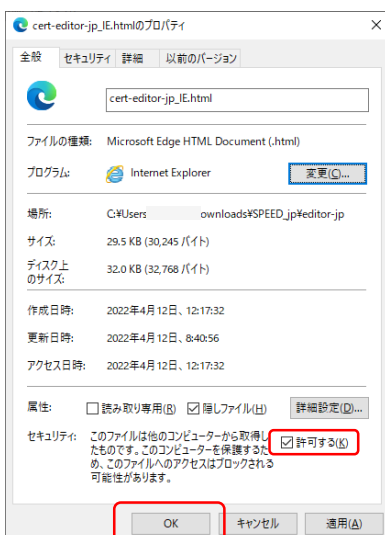 cert-editor-jp_IE.htmlのプロパティ
全般 セキュリティ 詳細 以前のバージョン
cert-editor-jp_IE.html
ファイルの種類: Microsoft Edge HTML Document (.html)
プログラム: Internet Explorer 変更(C)...
場所: C:¥Users ownloads¥SPEED_jp¥editor-jp
サイズ: 29.5 KB (30,245 バイト)
ディスク上
のサイズ: 32.0 KB (32,768 バイト)
作成日時: 2022年4月12日、12:17:32
更新日時: 2022年4月12日、8:40:56
アクセス日時: 2022年4月12日、12:17:32
属性: 読み取り専用(R) 隠しファイル(H) 詳細設定(D)...
セキュリティ: このファイルは他のコンピューターから取得し
たものです。このコンピューターを保護するた 許可する(K)
め、このファイルへのアクセスはブロックされる
可能性があります。
OK キャンセル 適用(A)